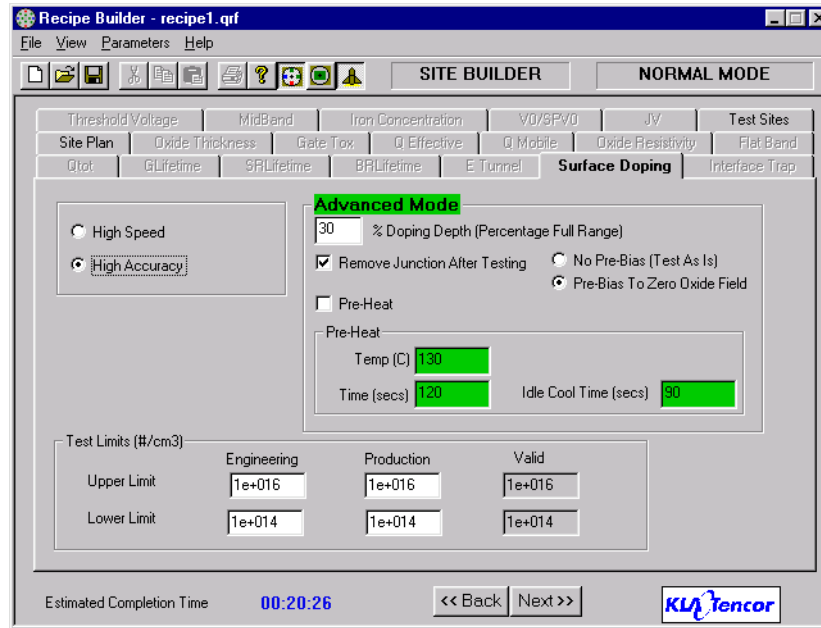 Recipe Builder - recipe1.qrf
File View Parameters Help
SITE BUILDER NORMAL MODE
Threshold Voltage MidBand Iron Concentration V0/SPV0 JV Test Sites
Site Plan Oxide Thickness Gate Tox Q Effective Q Mobile Oxide Resistivity Flat Band
Qtot GLifetime SRLifetime BRLifetime E Tunnel Surface Doping Interface Trap
Advanced Mode
High Speed
High Accuracy
30 % Doping Depth (Percentage Full Range)
Remove Junction After Testing
No Pre-Bias (Test As Is)
Pre-Bias To Zero Oxide Field
Pre-Heat
Pre-Heat
Temp (C) 130
Time (secs) 120 Idle Cool Time (secs) 90
Test Limits (#/cm3)
Engineering Production Valid
Upper Limit 1e+016 1e+016 1e+016
Lower Limit 1e+014 1e+014 1e+014
Estimated Completion Time 00:20:26 << Back Next >> KLA Tencor